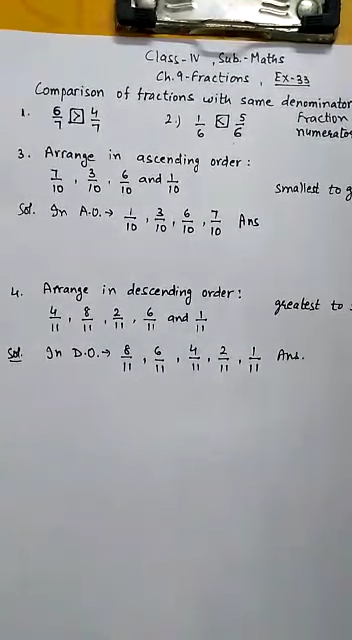 Class-IV, Sub.-Maths
Ch.9-Fractions, Ex-33
Comparison of fractions with same denominator
1. 5/7 > 4/7 2.) 1/6 < 5/6 Fraction
numerator
3. Arrange in ascending order:
7/10, 3/10, 6/10 and 1/10 smallest to
Sol. In A.O.→ 1/10, 3/10, 6/10, 7/10 Ans
4. Arrange in descending order:
4/11, 8/11, 2/11, 6/11 and 1/11 greatest to
Sol. In D.O.→ 8/11, 6/11, 4/11, 2/11, 1/11 Ans.